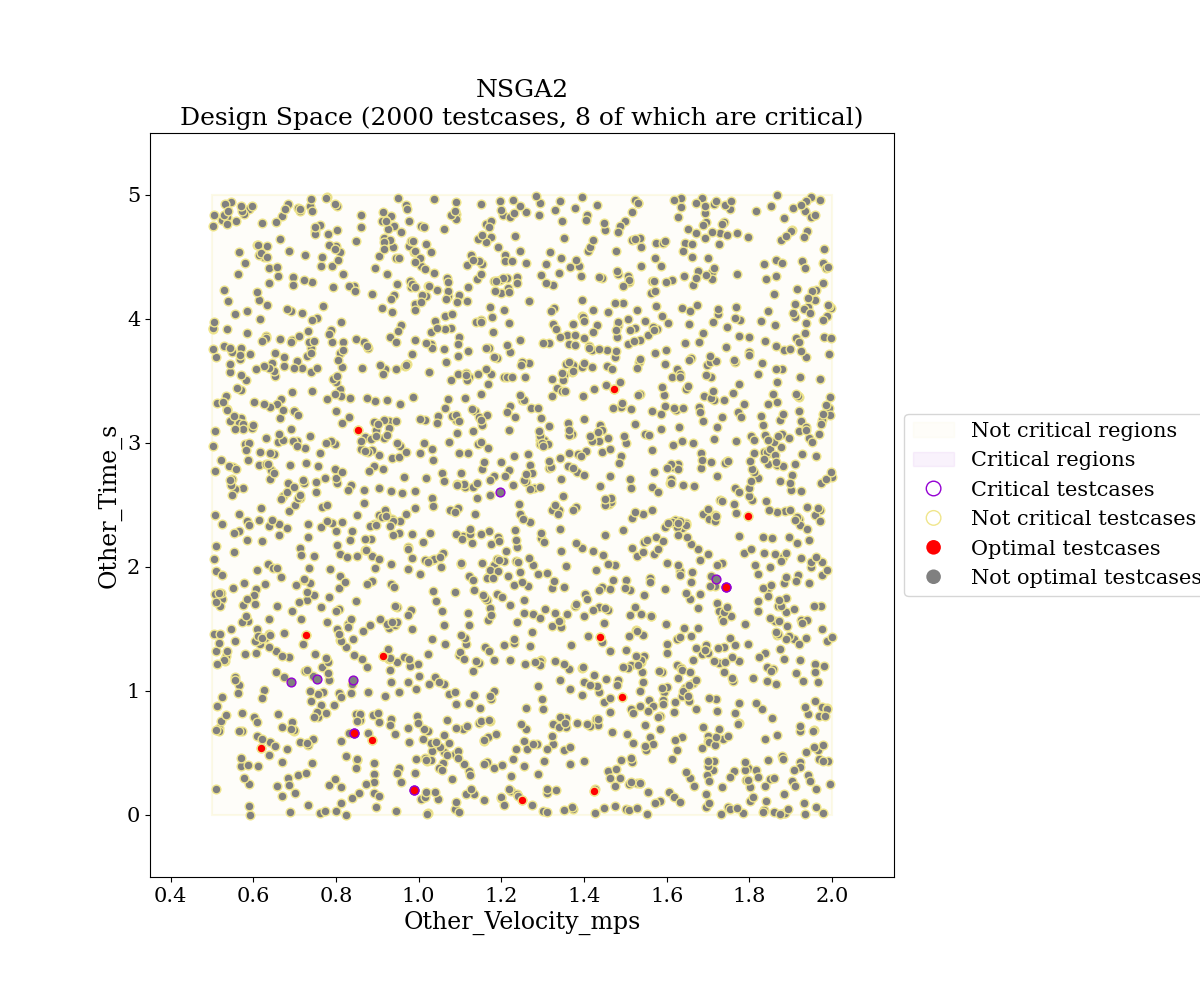 NSGA2
Design Space (2000 testcases, 8 of which are critical)
5
4
3
2
1
0
Other_Time_s
0.4 0.6 0.8 1.0 1.2 1.4 1.6 1.8 2.0
Other_Velocity_mps
Not critical regions
Critical regions
Critical testcases
Not critical testcases
Optimal testcases
Not optimal testcases